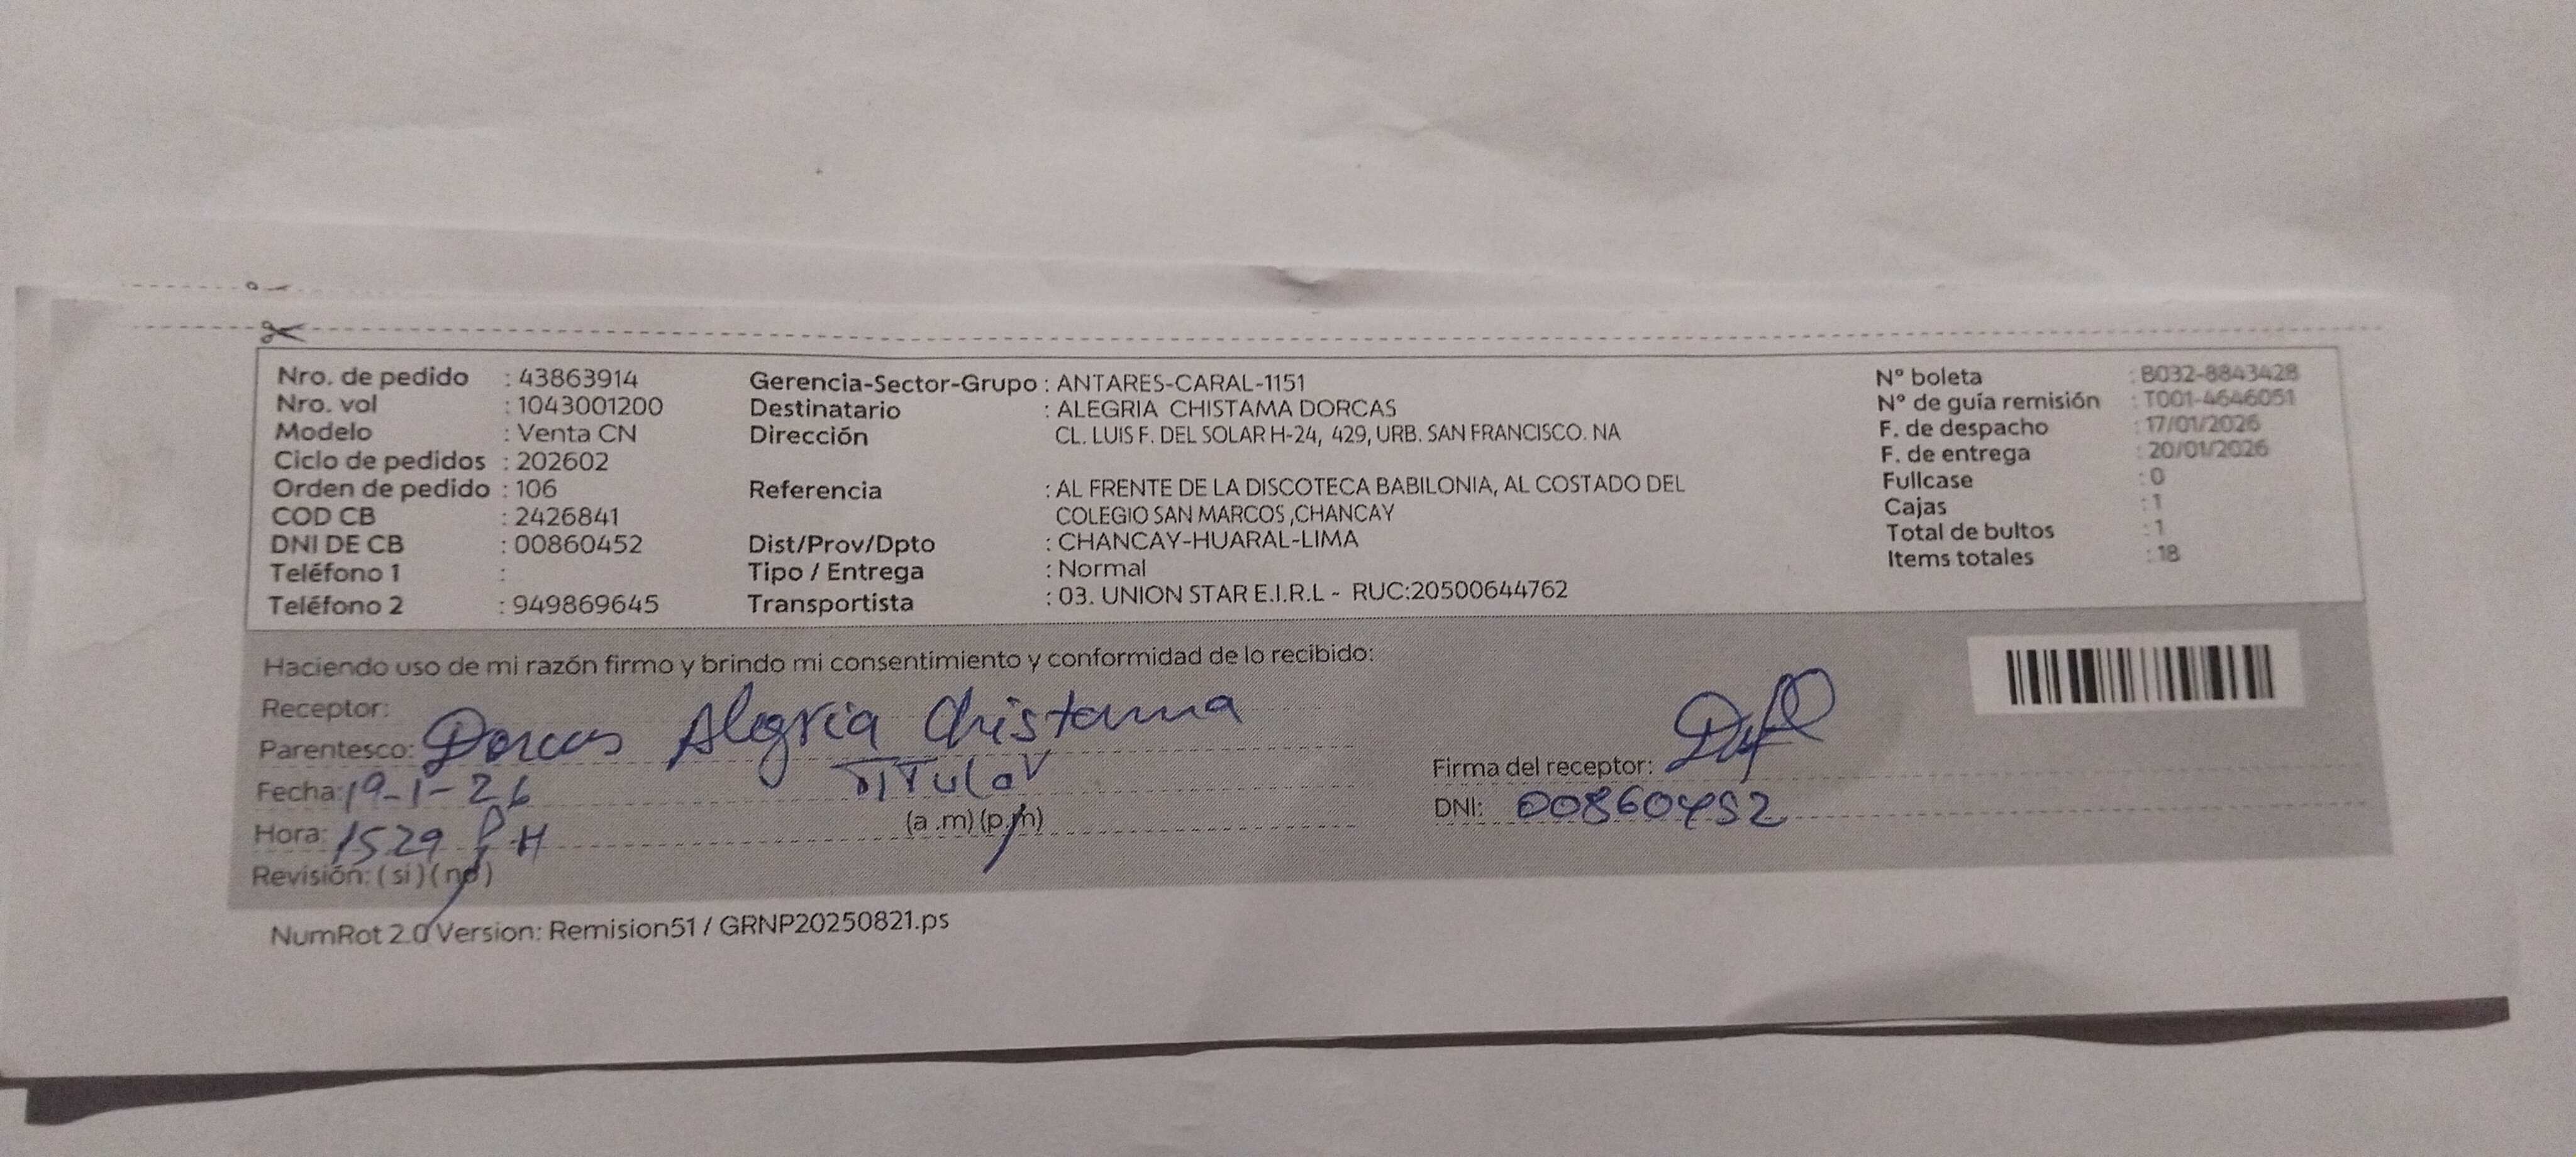 Nro. de pedido : 43863914
Nro. vol : 1043001200
Modelo : Venta CN
Ciclo de pedidos : 202602
Orden de pedido : 106
COD CB : 2426841
DNI DE CB : 00860452
Teléfono 1 :
Teléfono 2 : 949869645
Gerencia-Sector-Grupo : ANTARES-CARAL-1151
Destinatario : ALEGRIA CHISTAMA DORCAS
Dirección CL. LUIS F. DEL SOLAR H-24, 429, URB. SAN FRANCISCO. NA
Referencia : AL FRENTE DE LA DISCOTECA BABILONIA, AL COSTADO DEL
COLEGIO SAN MARCOS ,CHANCAY
Dist/Prov/Dpto : CHANCAY-HUARAL-LIMA
Tipo / Entrega : Normal
Transportista : 03. UNION STAR E.I.R.L - RUC:20500644762
N° boleta : B032-8843428
N° de guía remisión : T001-4646051
F. de despacho : 17/01/2026
F. de entrega : 20/01/2026
Fullcase : 0
Cajas : 1
Total de bultos : 1
Items totales : 18
Haciendo uso de mi razón firmo y brindo mi consentimiento y conformidad de lo recibido:
Receptor: Dorcas Alegria Chistama
Parentesco: TITular
Fecha: 19-1-26
Hora: 1529 P.H (a .m) (p.m)
Revisión: (si) (no)
Firma del receptor:
DNI: 00860452
NumRot 2.0 Version: Remision51 / GRNP20250821.ps